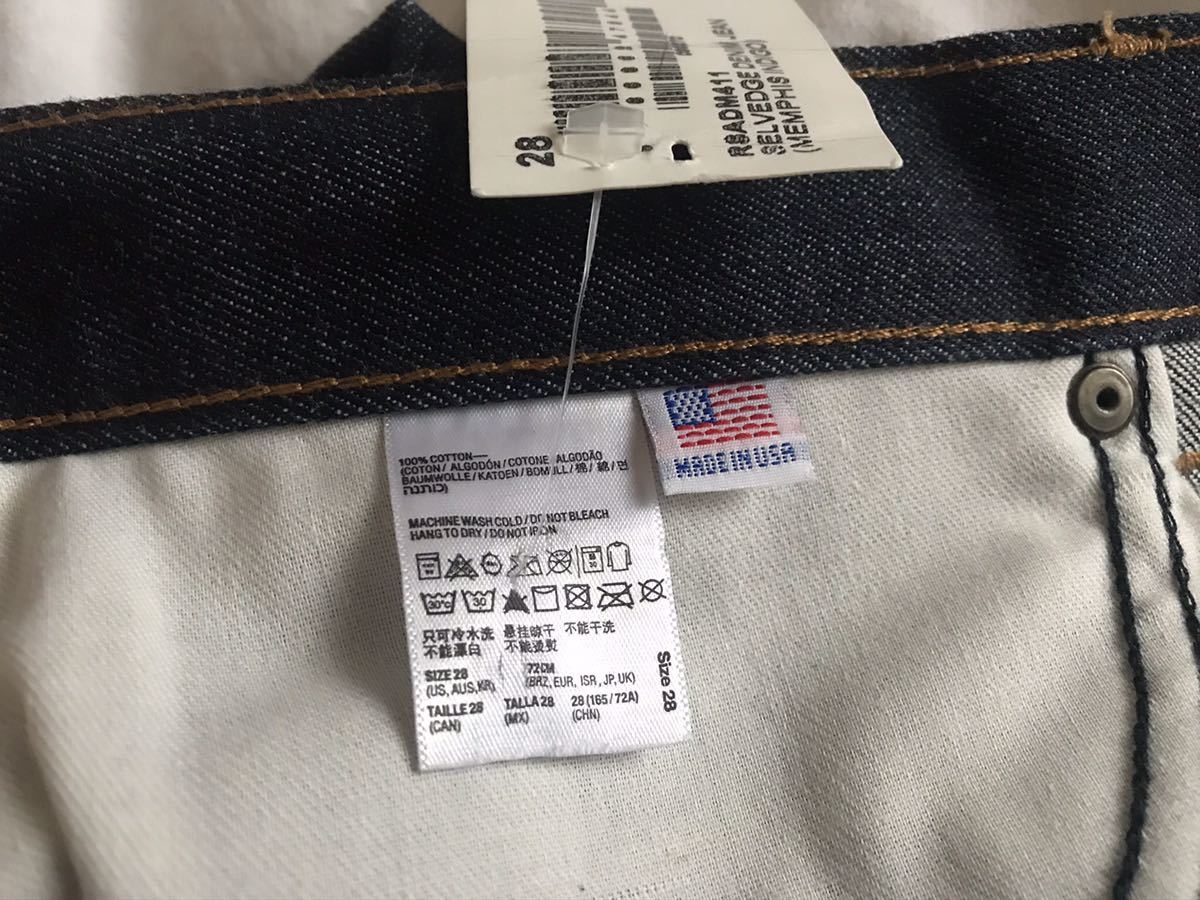 28
RSADM411
SELVEDGE DENIM JEAN
(MEMPHIS INDIGO)
MADE IN USA
100% COTTON—
(COTON / ALGODÓN / COTONE ALGODÃO
BAUMWOLLE / KATOEN / BOMULL / 棉 / 綿 / 면
כותנה)
MACHINE WASH COLD / DO NOT BLEACH
HANG TO DRY / DO NOT IRON
30
30°C 30
只可冷水洗 悬挂晾干 不能干洗
不能漂白 不能烫熨
SIZE 28 72CM
(US, AUS, KR) (BRZ, EUR, ISR, JP, UK)
TAILLE 28 TALLA 28 28 (165/72A)
(CAN) (MX) (CHN)
Size 28